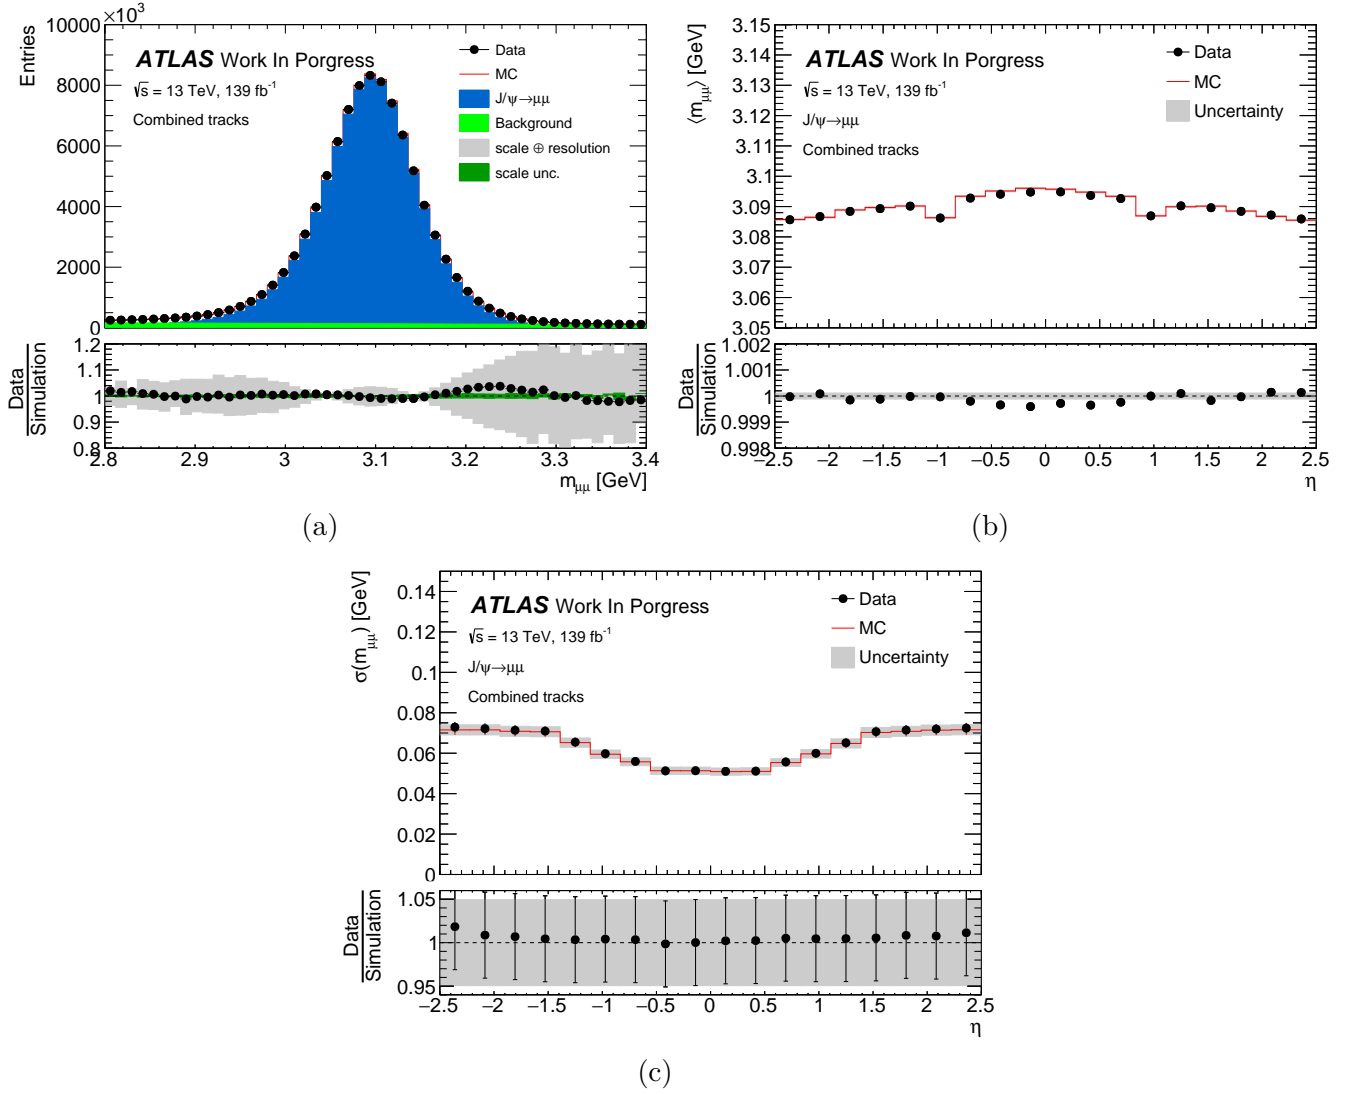 10000
×10³
8000
6000
4000
2000
0
Entries
ATLAS Work In Porgress
√s = 13 TeV, 139 fb⁻¹
Combined tracks
Data
MC
J/ψ→μμ
Background
scale ⊕ resolution
scale unc.
1.2
1.1
1
0.9
0.8
Data
Simulation
2.8 2.9 3 3.1 3.2 3.3 3.4
m_μμ [GeV]
(a)
3.15
3.14
3.13
3.12
3.11
3.1
3.09
3.08
3.07
3.06
3.05
⟨m_μμ⟩ [GeV]
ATLAS Work In Porgress
√s = 13 TeV, 139 fb⁻¹
J/ψ→μμ
Combined tracks
Data
MC
Uncertainty
1.002
1.001
1
0.999
0.998
Data
Simulation
−2.5 −2 −1.5 −1 −0.5 0 0.5 1 1.5 2 2.5
η
(b)
0.14
0.12
0.1
0.08
0.06
0.04
0.02
0
σ(m_μμ) [GeV]
ATLAS Work In Porgress
√s = 13 TeV, 139 fb⁻¹
J/ψ→μμ
Combined tracks
Data
MC
Uncertainty
1.05
1
0.95
Data
Simulation
−2.5 −2 −1.5 −1 −0.5 0 0.5 1 1.5 2 2.5
η
(c)